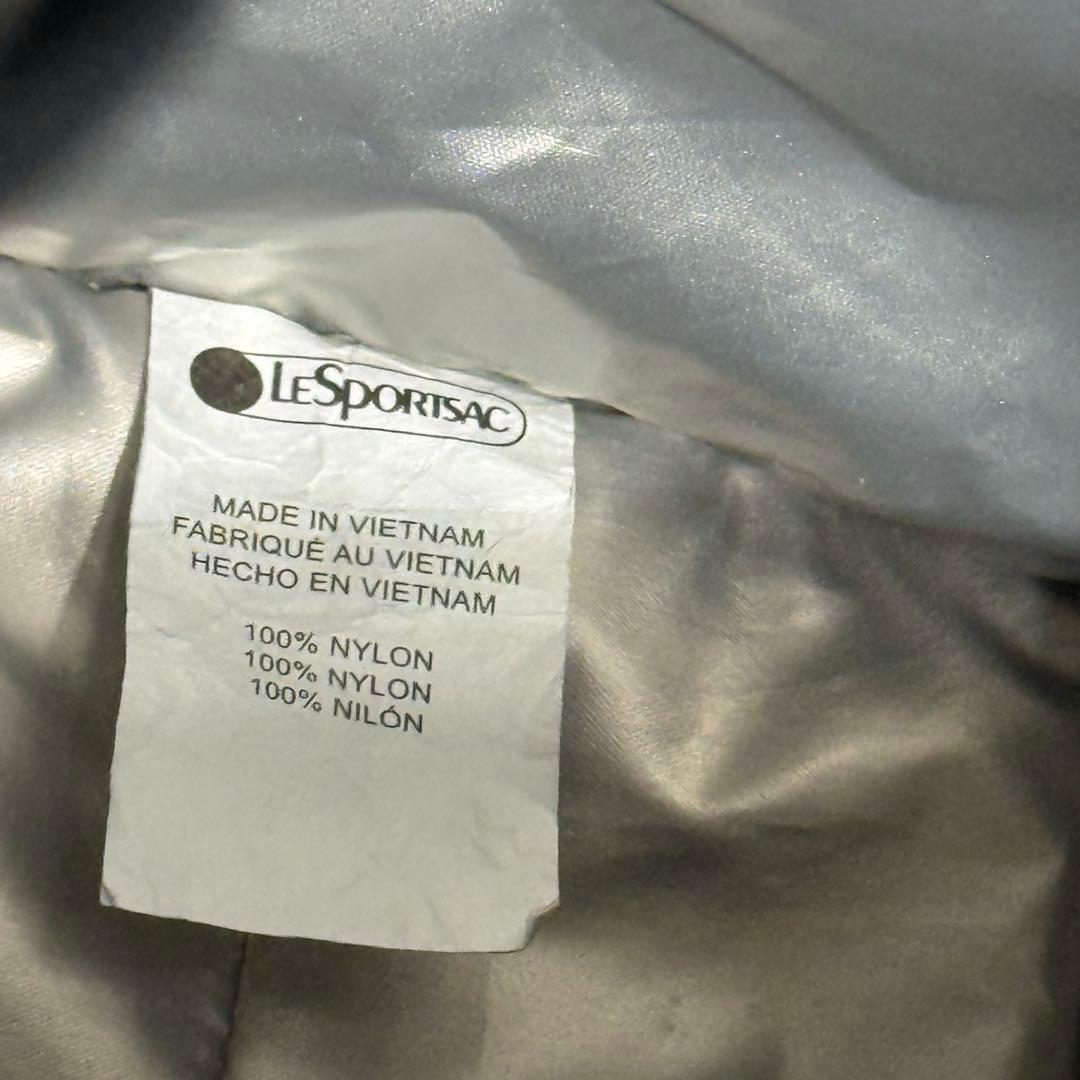 LESPORTSAC
MADE IN VIETNAM
FABRIQUÉ AU VIETNAM
HECHO EN VIETNAM
100% NYLON
100% NYLON
100% NILÓN